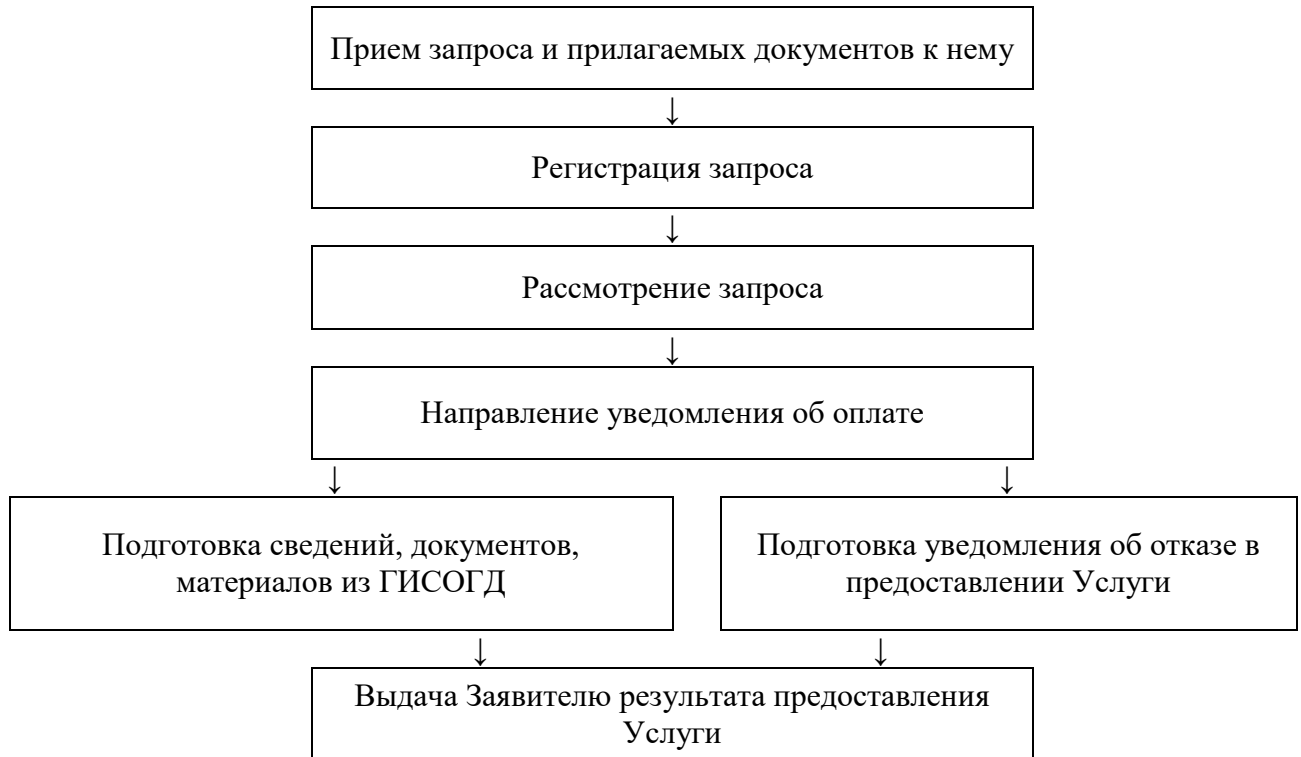 Прием запроса и прилагаемых документов к нему
↓
Регистрация запроса
↓
Рассмотрение запроса
↓
Направление уведомления об оплате
↓ ↓
Подготовка сведений, документов,
материалов из ГИСОГД
Подготовка уведомления об отказе в
предоставлении Услуги
↓ ↓
Выдача Заявителю результата предоставления
Услуги